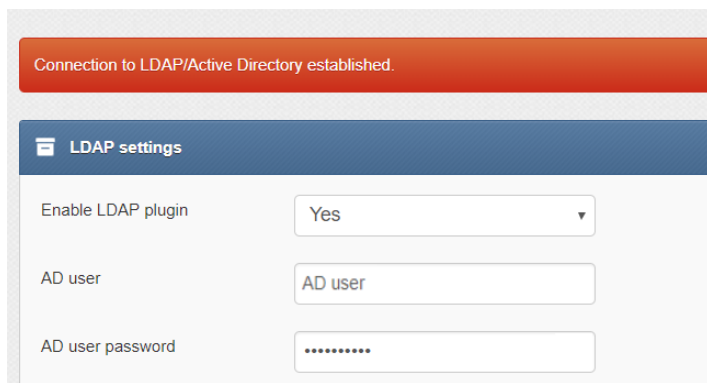 Connection to LDAP/Active Directory established.
LDAP settings
Enable LDAP plugin
Yes
AD user
AD user
AD user password
••••••••••